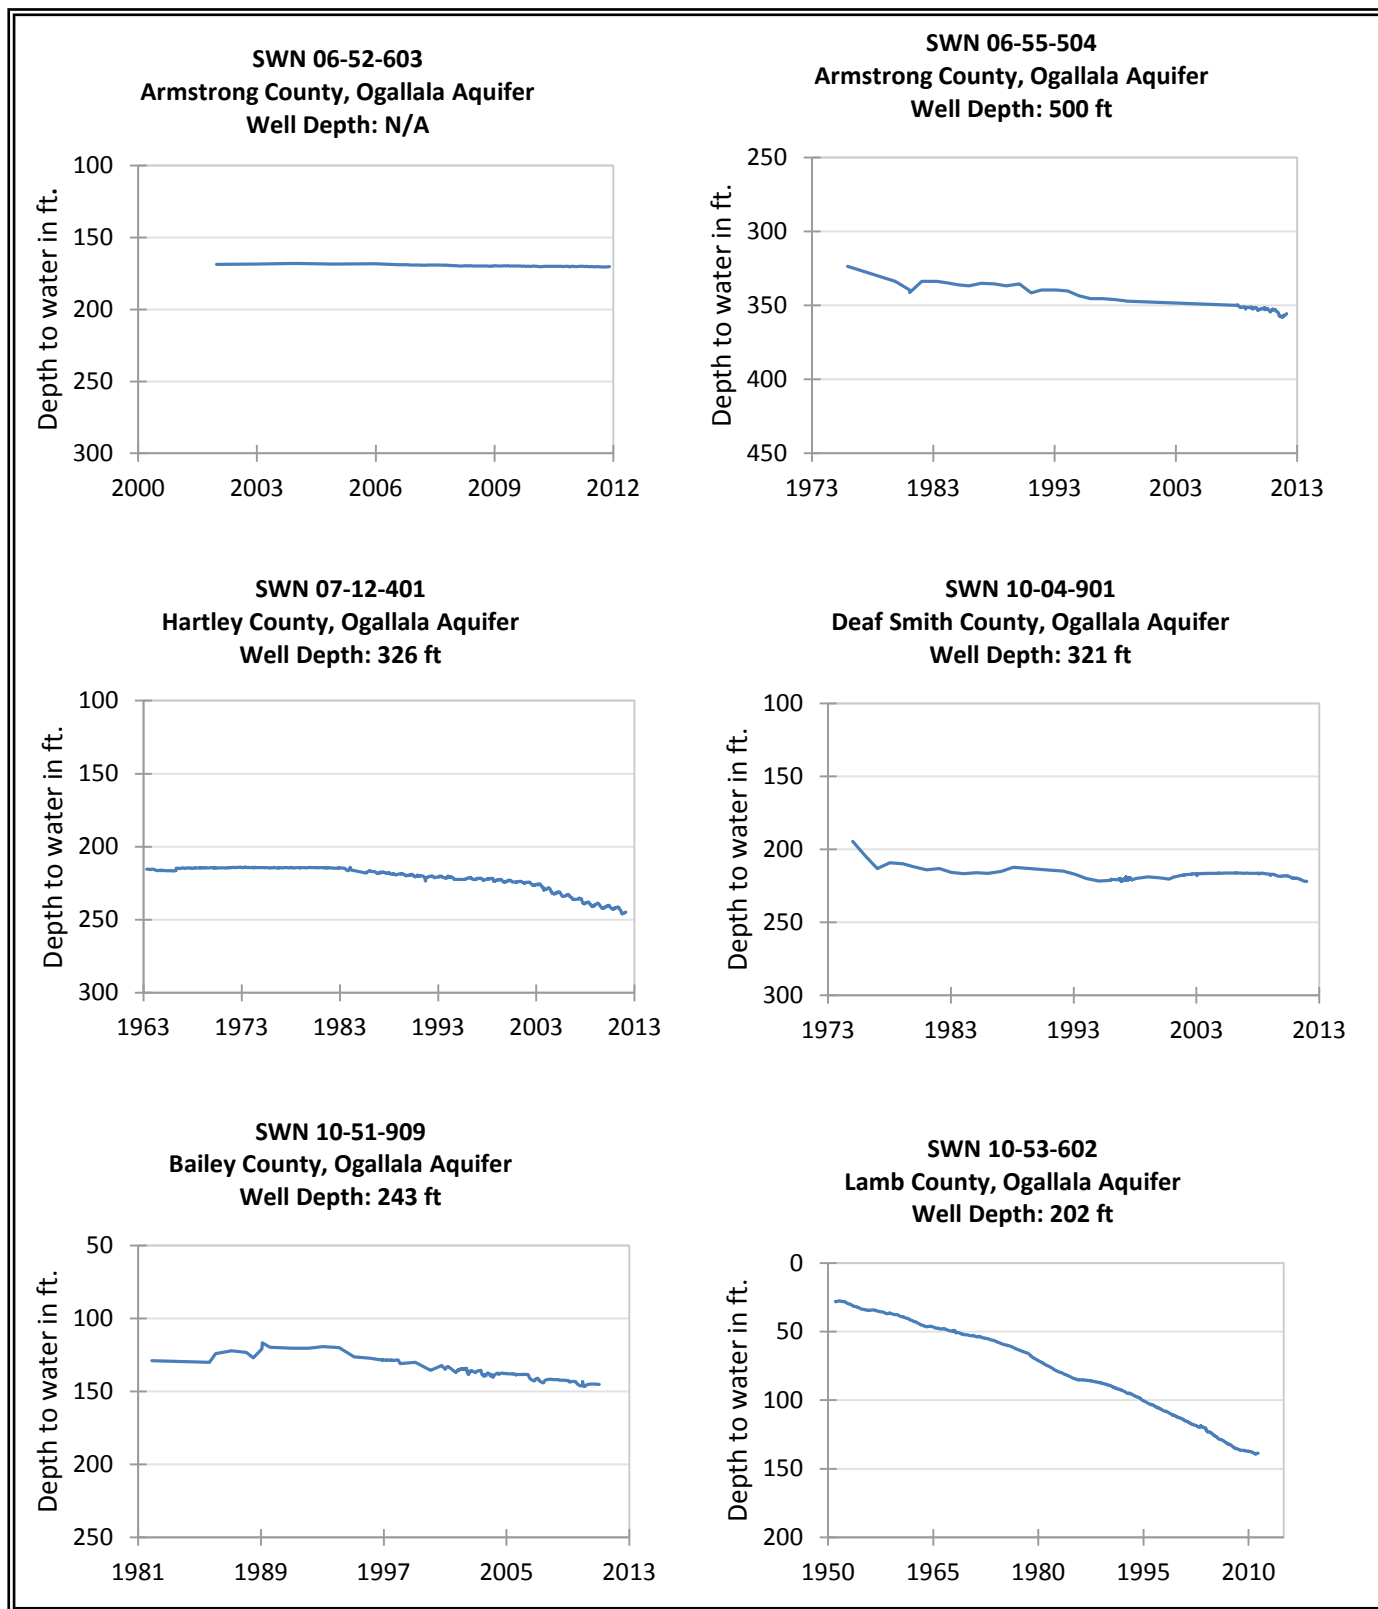 SWN 06-52-603
Armstrong County, Ogallala Aquifer
Well Depth: N/A
Depth to water in ft.
100
150
200
250
300
2000
2003
2006
2009
2012
SWN 06-55-504
Armstrong County, Ogallala Aquifer
Well Depth: 500 ft
Depth to water in ft.
250
300
350
400
450
1973
1983
1993
2003
2013
SWN 07-12-401
Hartley County, Ogallala Aquifer
Well Depth: 326 ft
Depth to water in ft.
100
150
200
250
300
1963
1973
1983
1993
2003
2013
SWN 10-04-901
Deaf Smith County, Ogallala Aquifer
Well Depth: 321 ft
Depth to water in ft.
100
150
200
250
300
1973
1983
1993
2003
2013
SWN 10-51-909
Bailey County, Ogallala Aquifer
Well Depth: 243 ft
Depth to water in ft.
50
100
150
200
250
1981
1989
1997
2005
2013
SWN 10-53-602
Lamb County, Ogallala Aquifer
Well Depth: 202 ft
Depth to water in ft.
0
50
100
150
200
1950
1965
1980
1995
2010